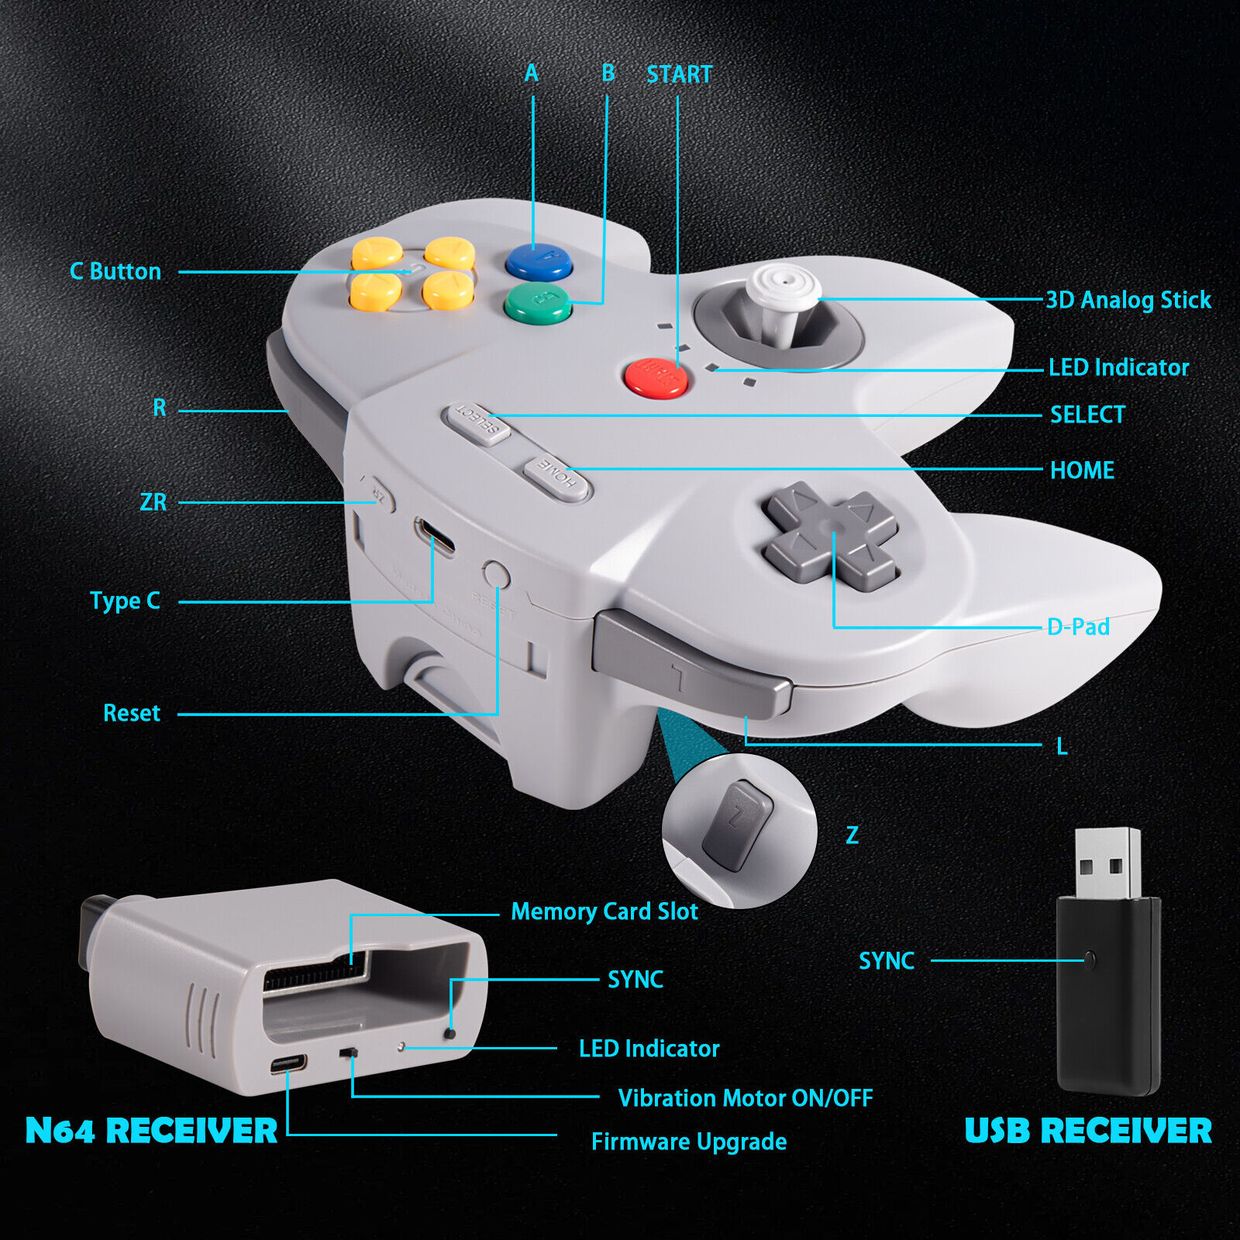 A
B
START
C Button
3D Analog Stick
LED Indicator
R
SELECT
SELECT
HOME
HOME
ZR
Type C
RESET
D-Pad
Reset
L
L
Z
Z
Memory Card Slot
SYNC
SYNC
LED Indicator
Vibration Motor ON/OFF
N64 RECEIVER
Firmware Upgrade
USB RECEIVER